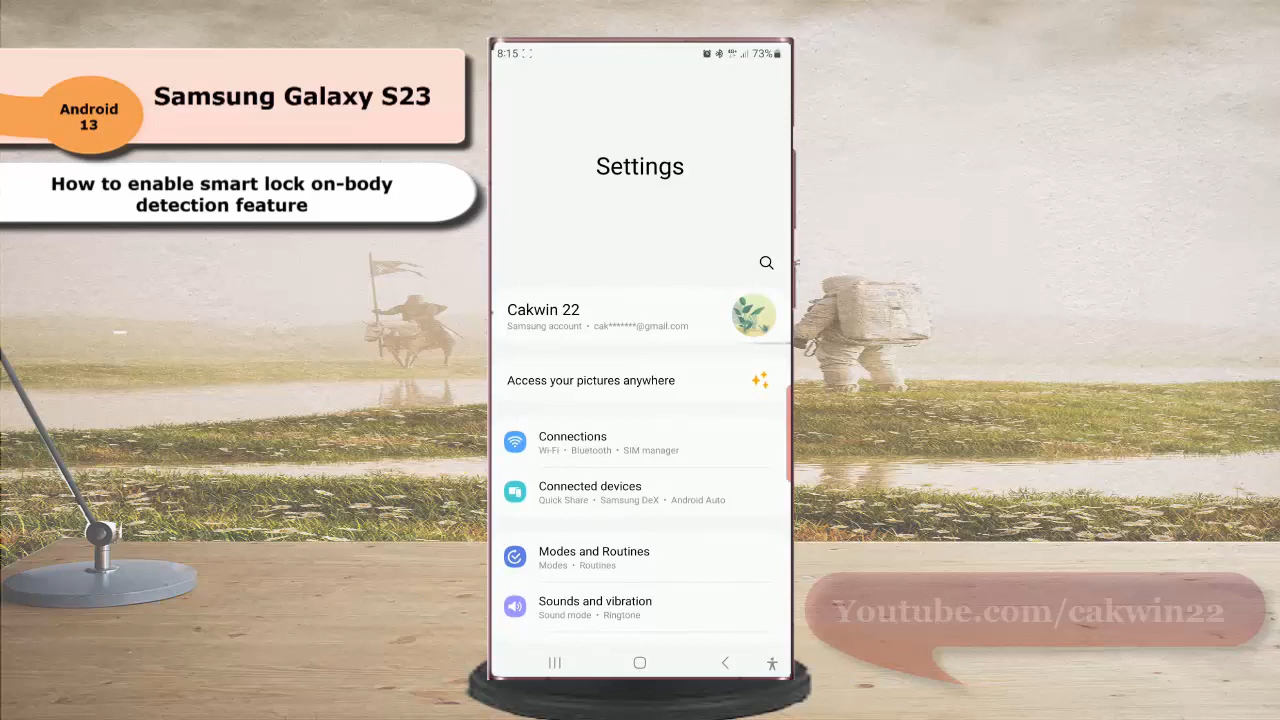 Android
13
Samsung Galaxy S23
How to enable smart lock on-body
detection feature
8:15
73%
Settings
Cakwin 22
Samsung account • cak*******@gmail.com
Access your pictures anywhere
Connections
Wi-Fi • Bluetooth • SIM manager
Connected devices
Quick Share • Samsung DeX • Android Auto
Modes and Routines
Modes • Routines
Sounds and vibration
Sound mode • Ringtone
Youtube.com/cakwin22